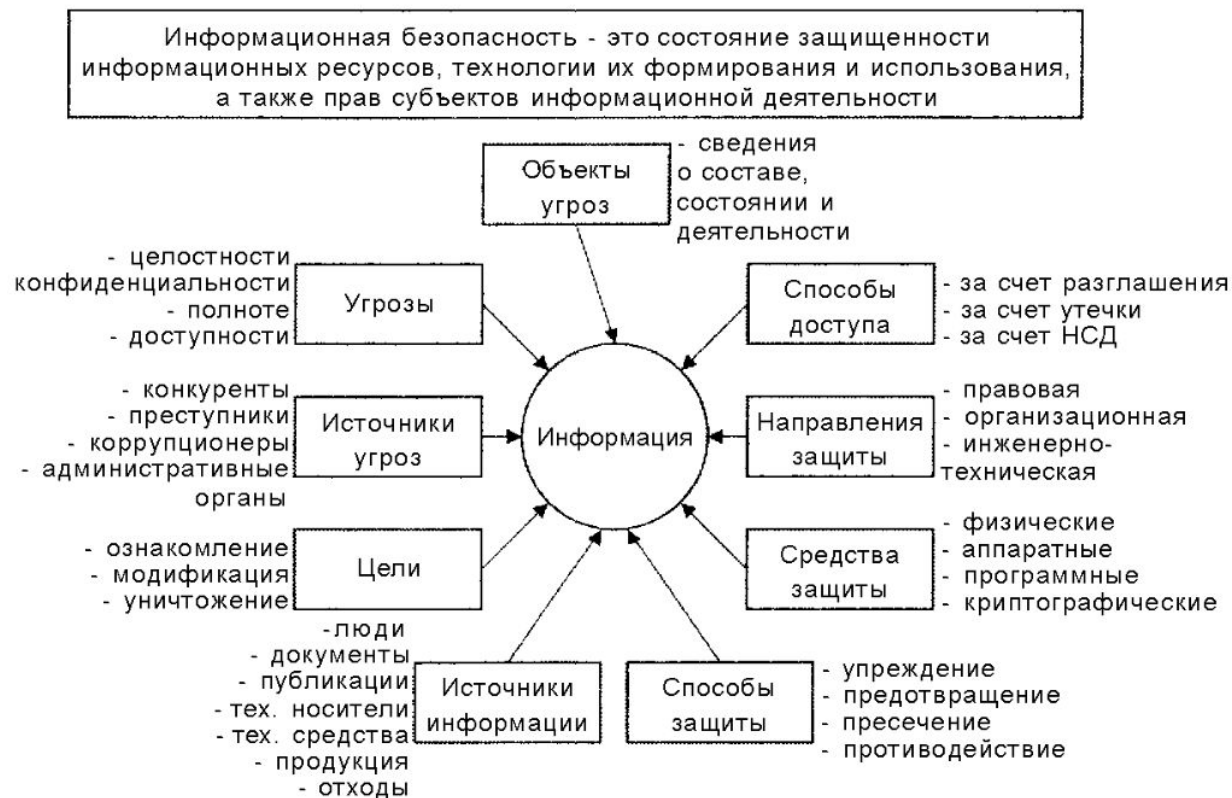 Информационная безопасность - это состояние защищенности
информационных ресурсов, технологии их формирования и использования,
а также прав субъектов информационной деятельности
Объекты
угроз
- сведения
о составе,
состоянии и
деятельности
- целостности
конфиденциальности
- полноте
- доступности
Угрозы
Способы
доступа
- за счет разглашения
- за счет утечки
- за счет НСД
- конкуренты
- преступники
- коррупционеры
- административные
органы
Источники
угроз
Информация
Направления
защиты
- правовая
- организационная
- инженерно-
техническая
- ознакомление
- модификация
- уничтожение
Цели
Средства
защиты
- физические
- аппаратные
- программные
- криптографические
-люди
- документы
- публикации
- тех. носители
- тех. средства
- продукция
- отходы
Источники
информации
Способы
защиты
- упреждение
- предотвращение
- пресечение
- противодействие